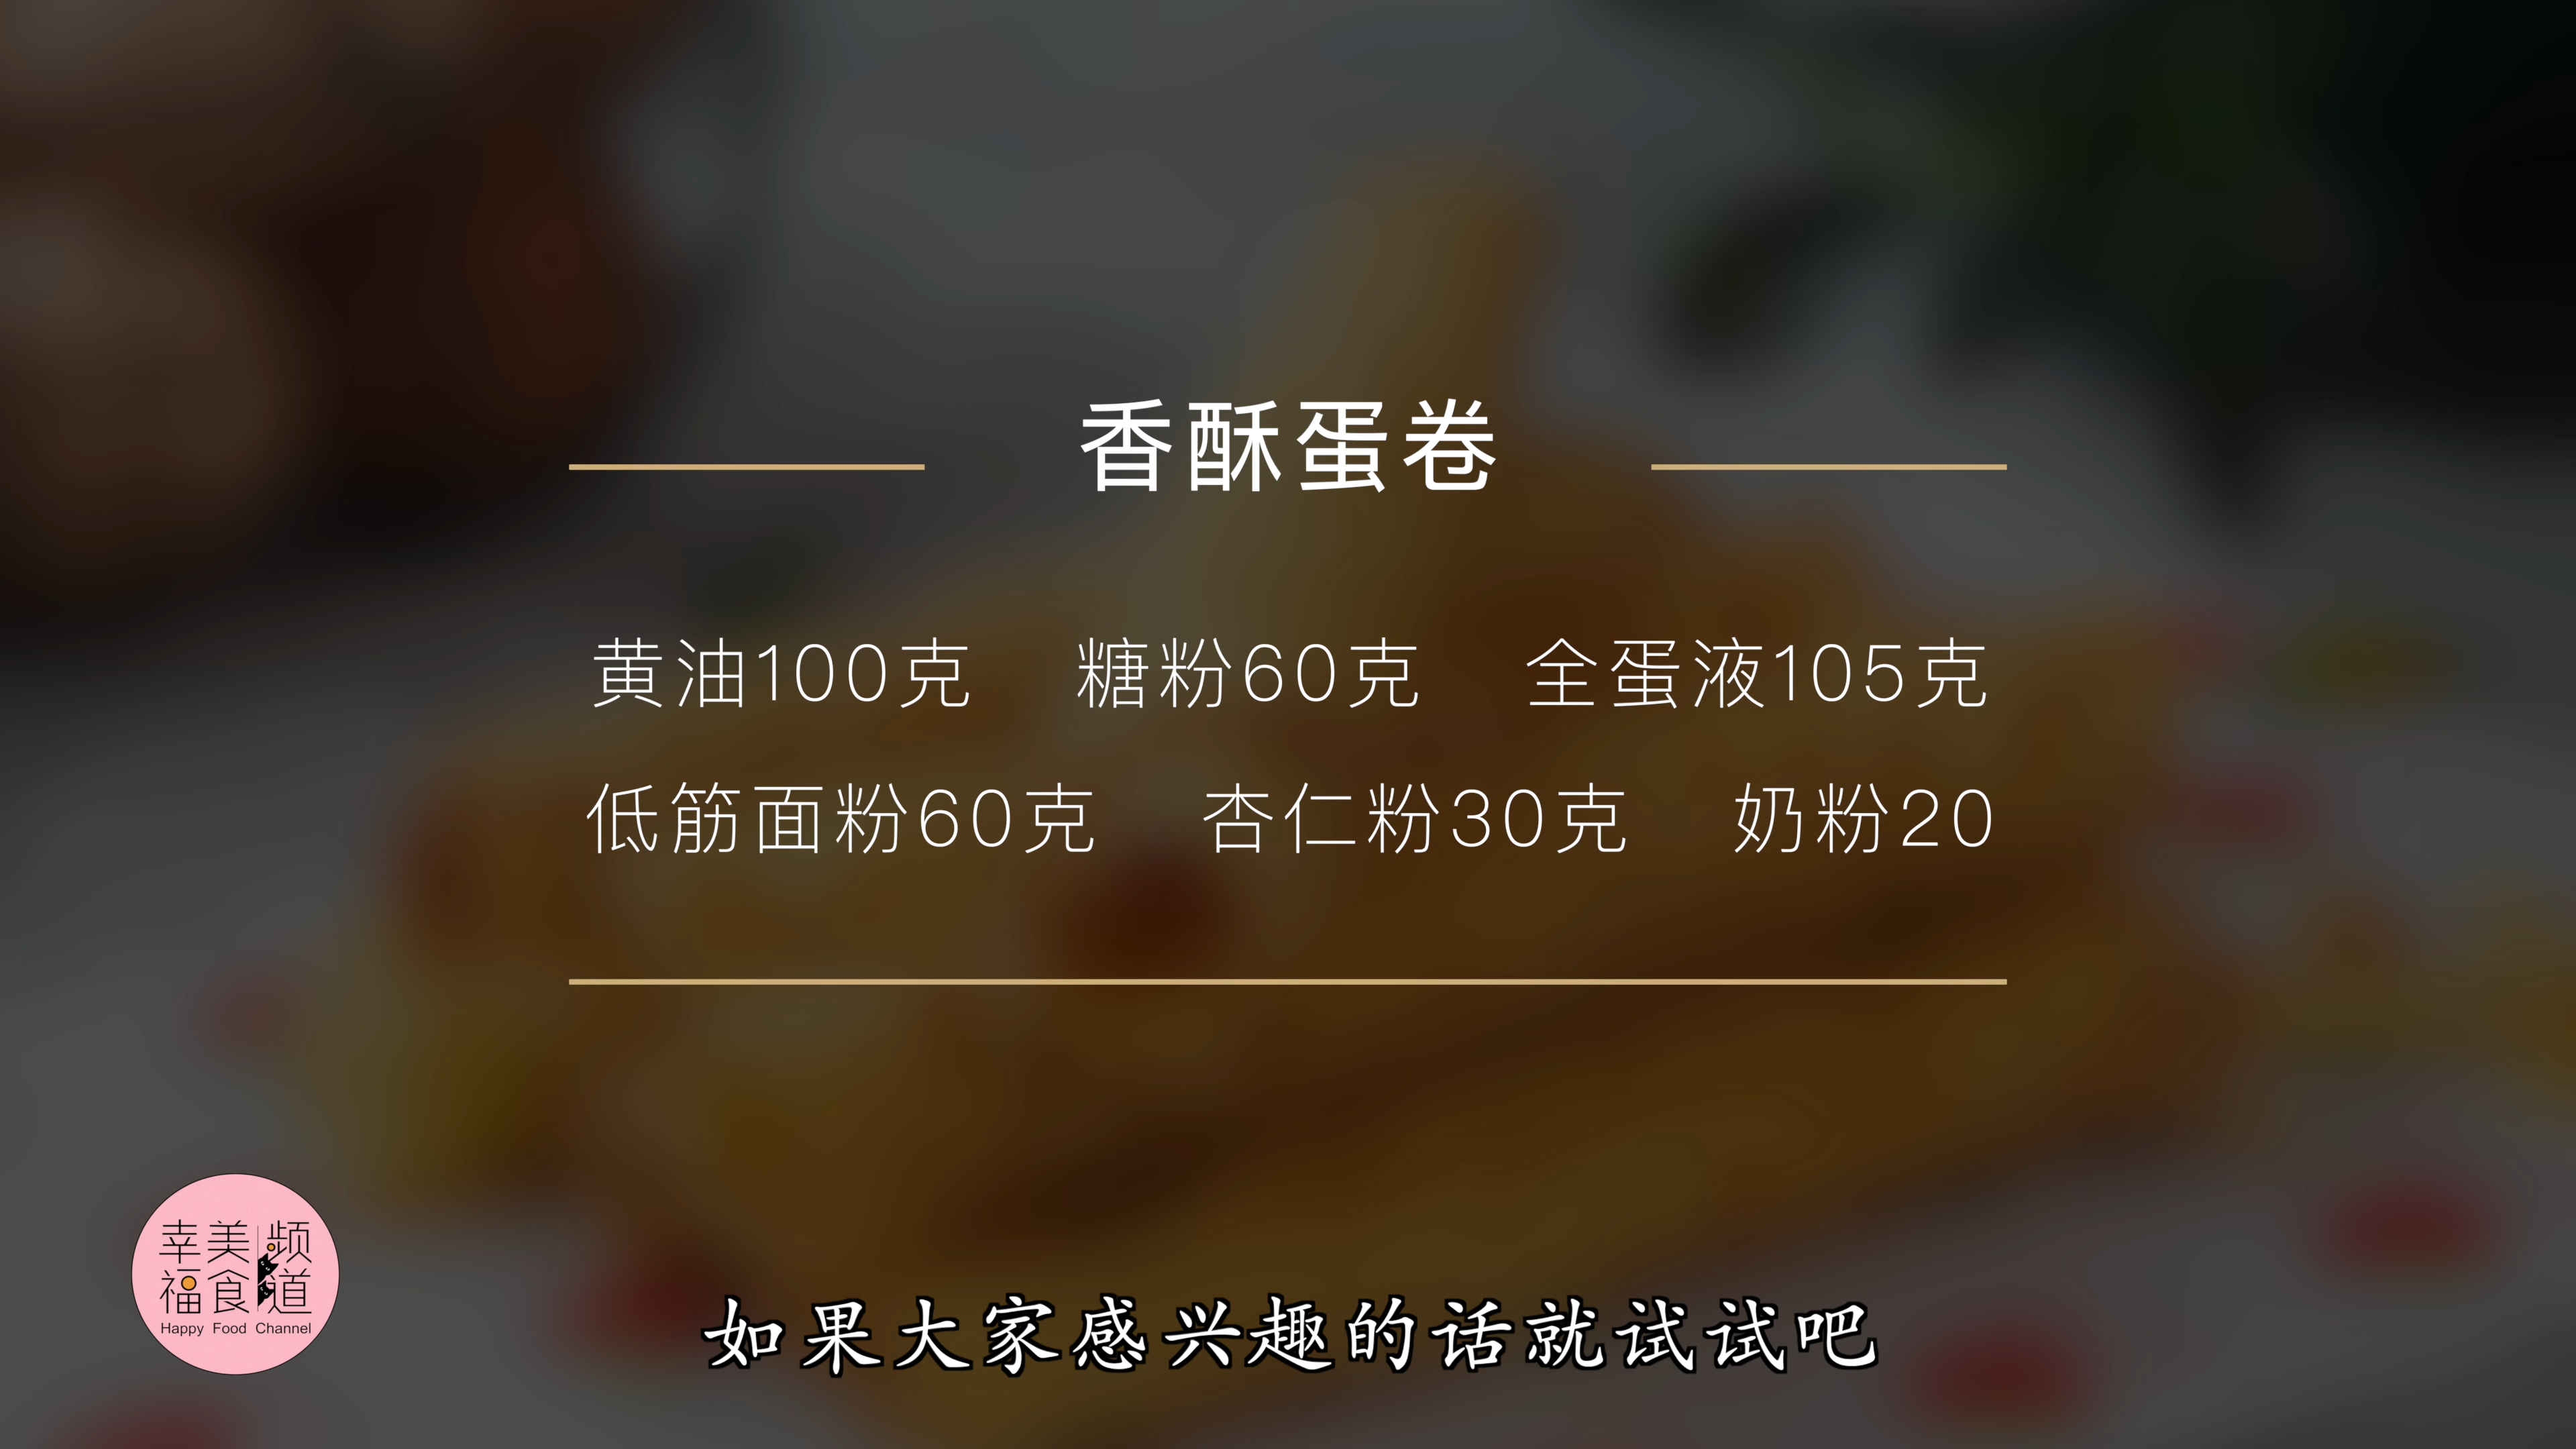 香酥蛋卷
黄油100克 糖粉60克 全蛋液105克
低筋面粉60克 杏仁粉30克 奶粉20
幸美频
福食道
Happy Food Channel
如果大家感兴趣的话就试试吧